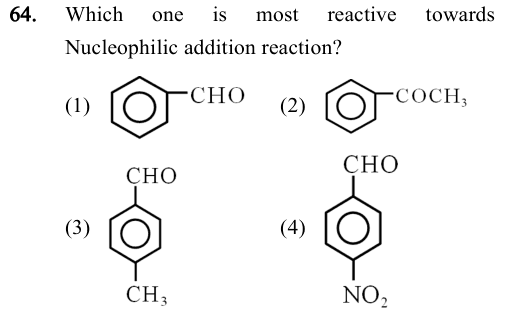 64. Which one is most reactive towards
Nucleophilic addition reaction?
(1) CHO (2) COCH₃
(3) CHO CH₃ (4) CHO NO₂